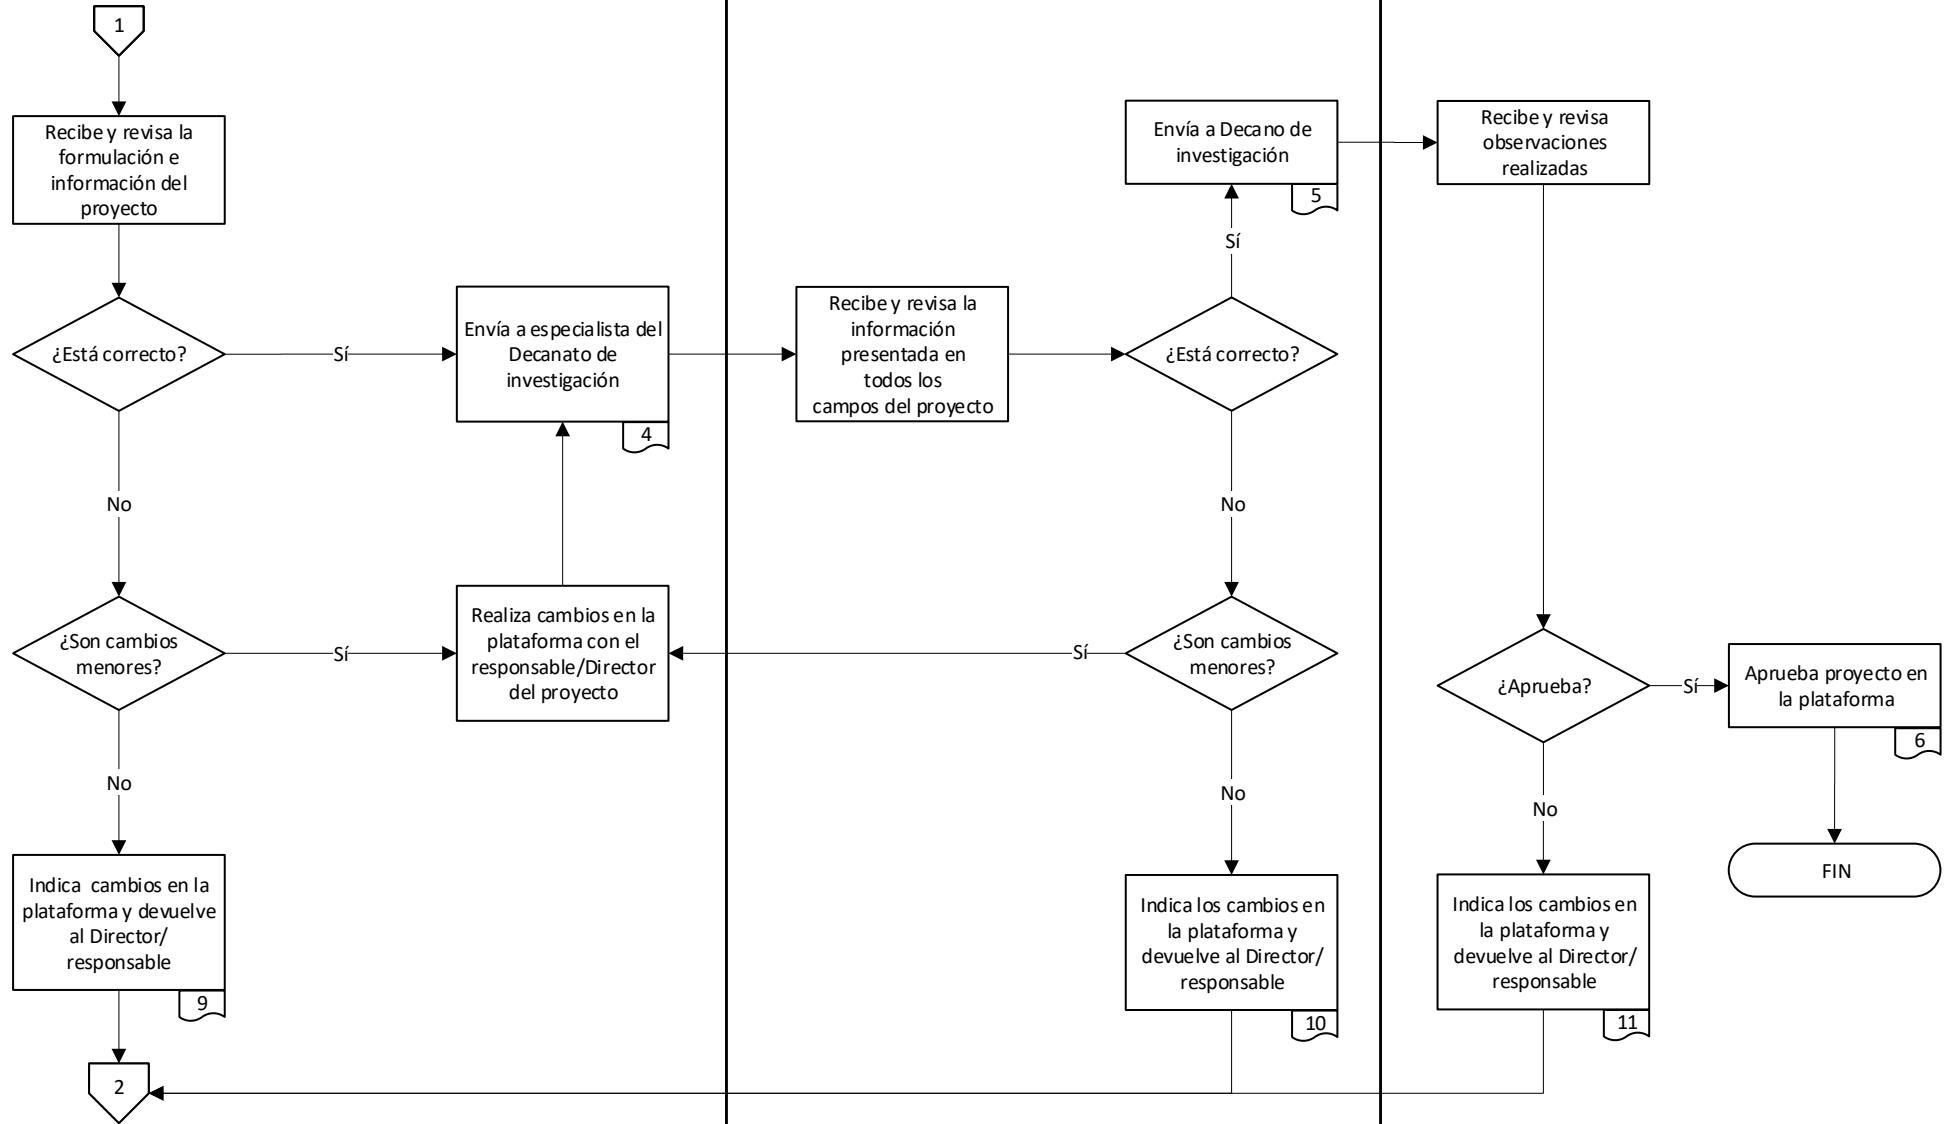 1
Recibe y revisa la
formulación e
información del
proyecto
¿Está correcto?
Sí
No
¿Son cambios
menores?
Sí
No
Indica cambios en la
plataforma y devuelve
al Director/
responsable
9
2
Envía a especialista del
Decanato de
investigación
4
Realiza cambios en la
plataforma con el
responsable/Director
del proyecto
Recibe y revisa la
información
presentada en
todos los
campos del proyecto
Envía a Decano de
investigación
5
Sí
¿Está correcto?
No
Sí
¿Son cambios
menores?
No
Indica los cambios en
la plataforma y
devuelve al Director/
responsable
10
Recibe y revisa
observaciones
realizadas
¿Aprueba?
Sí
No
Indica los cambios en
la plataforma y
devuelve al Director/
responsable
11
Aprueba proyecto en
la plataforma
6
FIN